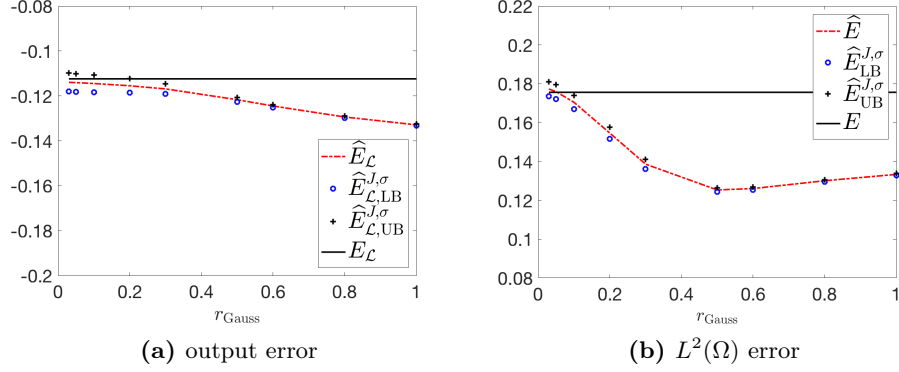 -0.08
-0.1
-0.12
-0.14
-0.16
-0.18
-0.2
0 0.2 0.4 0.6 0.8 1
r_Gauss
Ê_ℒ
Ê^{J,σ}_{ℒ,LB}
Ê^{J,σ}_{ℒ,UB}
E_ℒ
(a) output error
0.22
0.2
0.18
0.16
0.14
0.12
0.1
0.08
0 0.2 0.4 0.6 0.8 1
r_Gauss
Ê
Ê^{J,σ}_{LB}
Ê^{J,σ}_{UB}
E
(b) L²(Ω) error